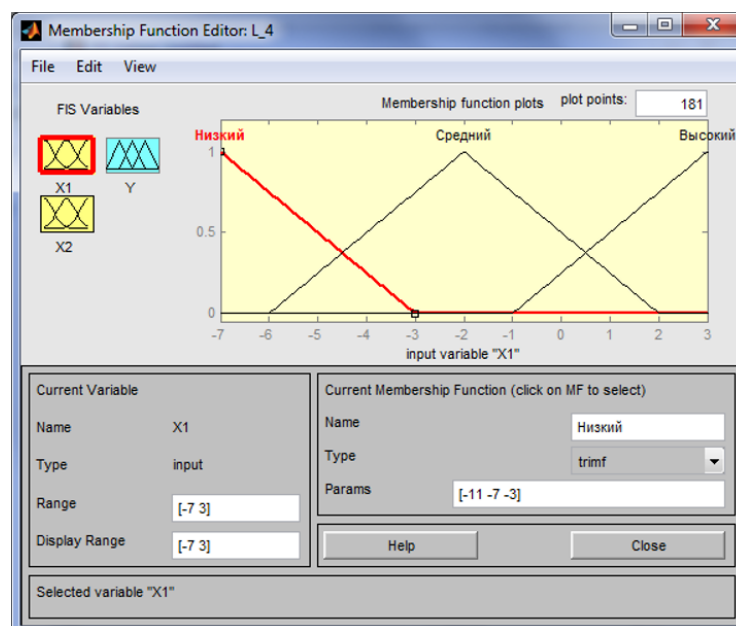 Membership Function Editor: L_4
File Edit View
FIS Variables
Membership function plots plot points: 181
X1 Y
X2
Низкий Средний Высокий
1
0.5
0
-7 -6 -5 -4 -3 -2 -1 0 1 2 3
input variable "X1"
Current Variable
Name X1
Type input
Range [-7 3]
Display Range [-7 3]
Current Membership Function (click on MF to select)
Name Низкий
Type trimf
Params [-11 -7 -3]
Help Close
Selected variable "X1"